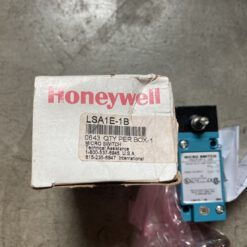 Honeywell
LSA1E-1B
0643 QTY PER BOX-1
MICRO SWITCH
Technical Assistance
1-800-537-6945 U.S.A.
815-235-6847 International
MICRO SWITCH